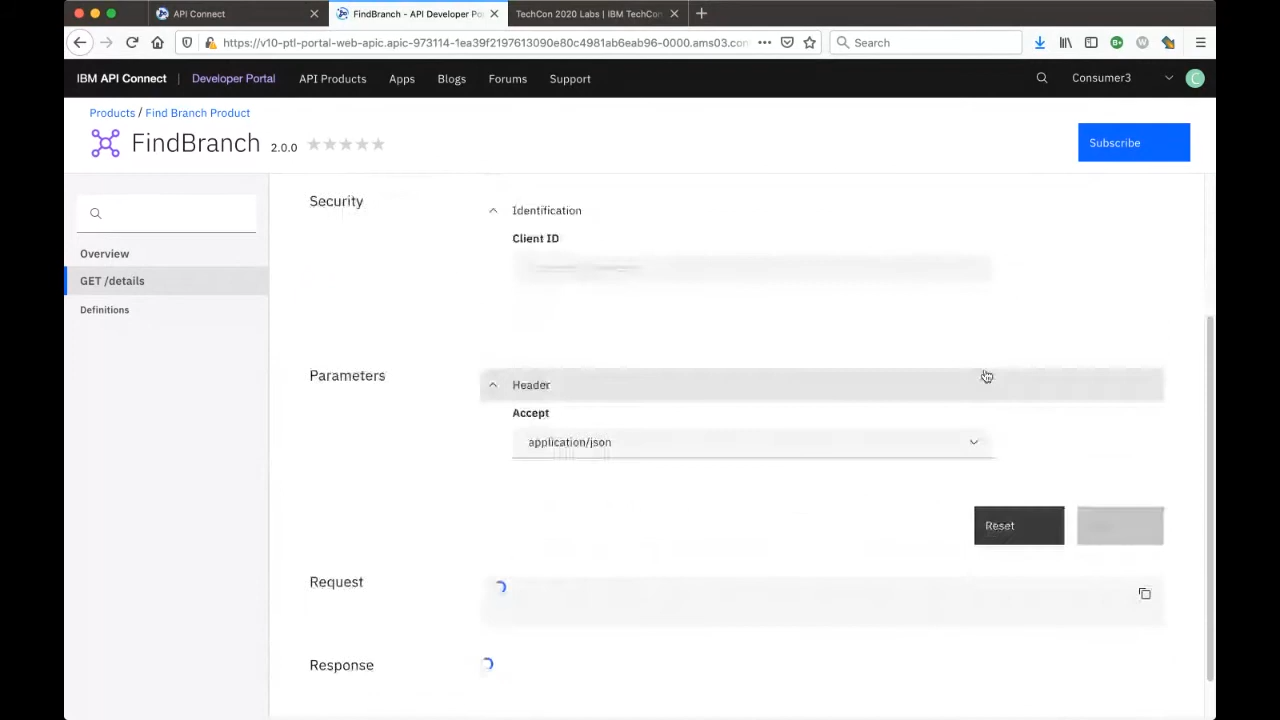 API Connect
FindBranch - API Developer Po
TechCon 2020 Labs | IBM TechCon
https://v10-ptl-portal-web-apic.apic-973114-1ea39f2197613090e80c4981ab6eab96-0000.ams03.con
Search
IBM API Connect | Developer Portal API Products Apps Blogs Forums Support Consumer3 C
Products / Find Branch Product
FindBranch 2.0.0
Subscribe
Overview
GET /details
Definitions
Security
Identification
Client ID
Parameters
Header
Accept
application/json
Reset
Request
Response